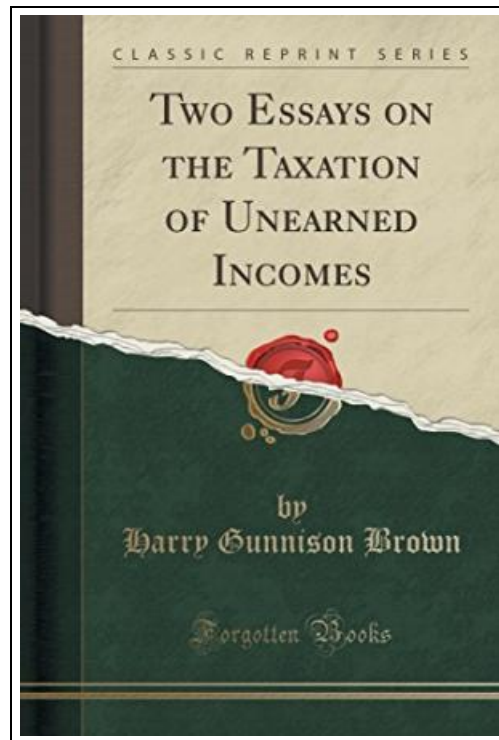 CLASSIC REPRINT SERIES
TWO ESSAYS ON
THE TAXATION
OF UNEARNED
INCOMES
by
Harry Gunnison Brown
Forgotten Books